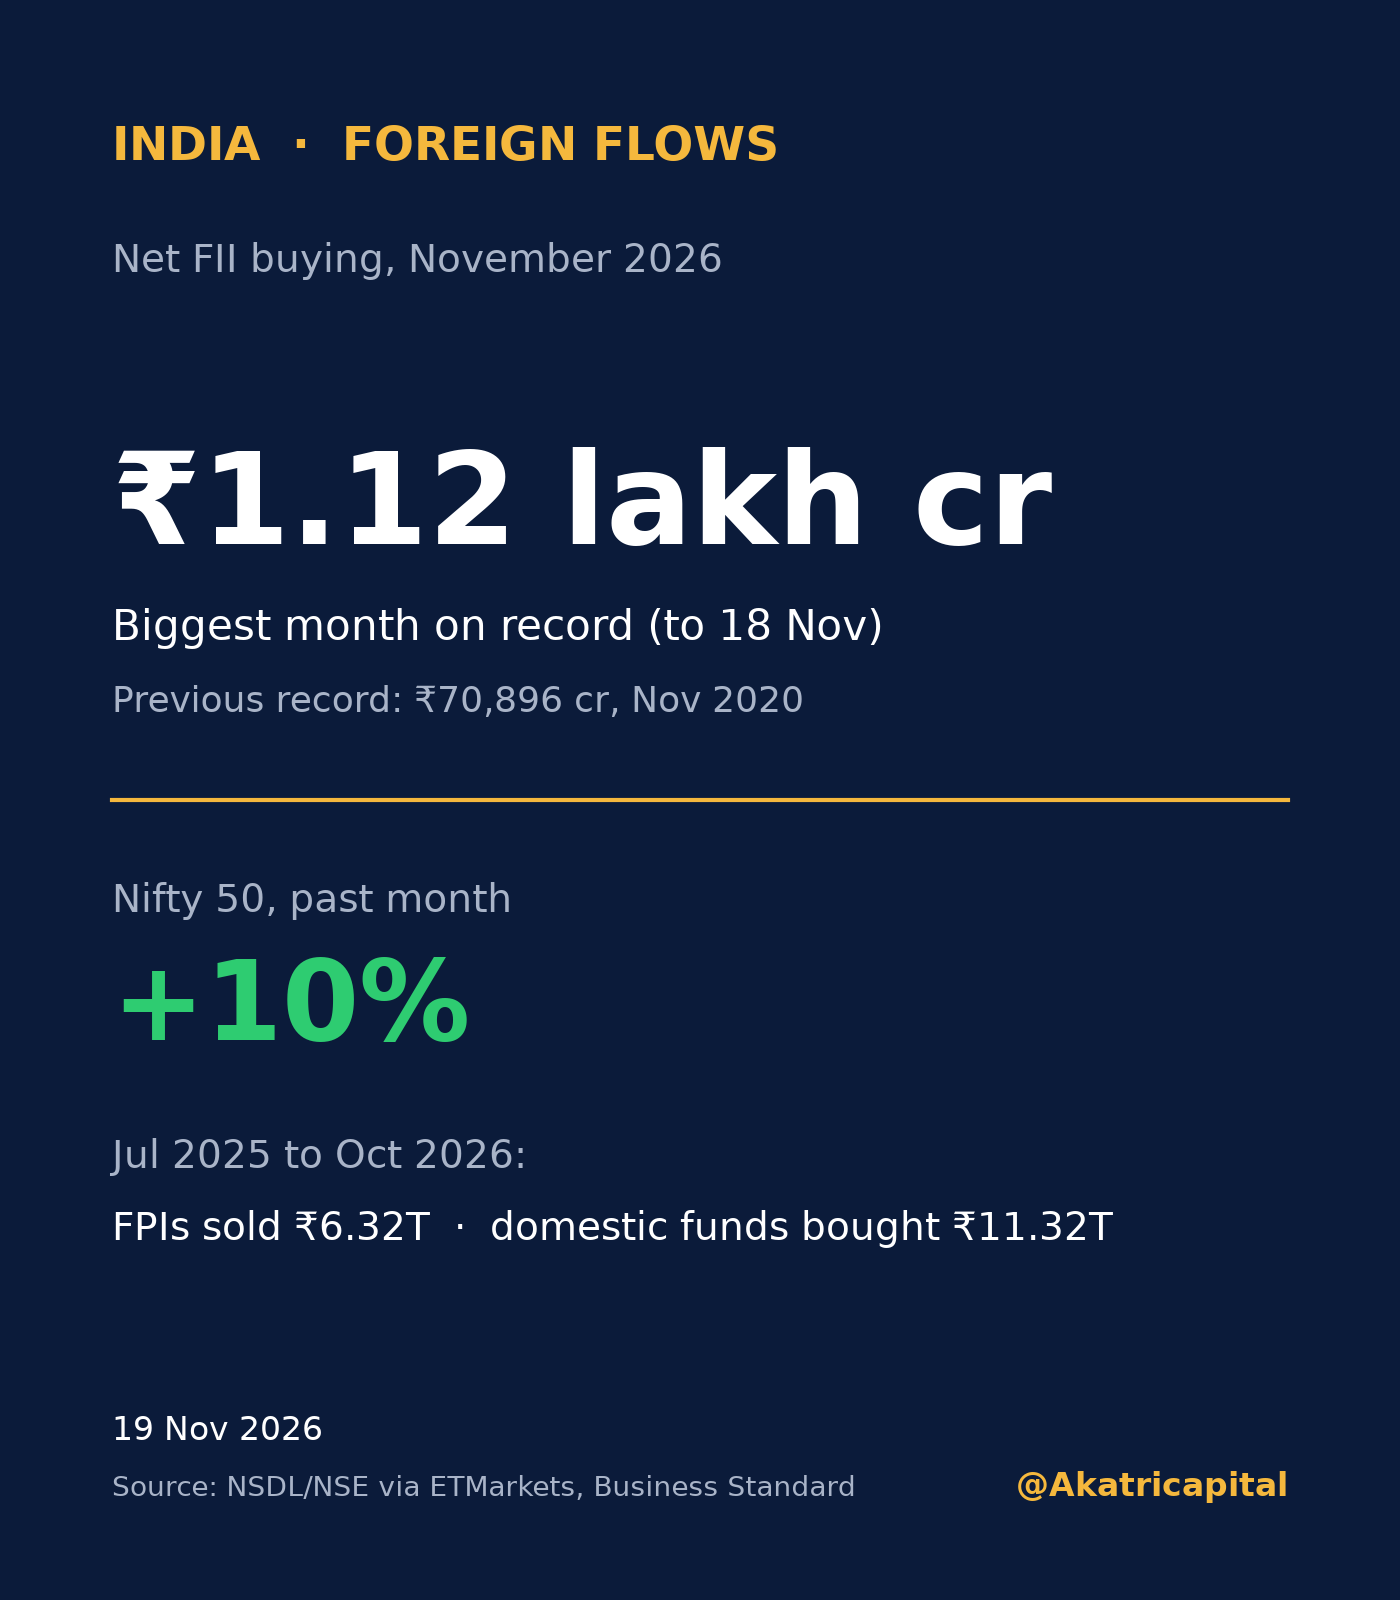 INDIA · FOREIGN FLOWS
Net FII buying, November 2026
₹1.12 lakh cr
Biggest month on record (to 18 Nov)
Previous record: ₹70,896 cr, Nov 2020
Nifty 50, past month
+10%
Jul 2025 to Oct 2026:
FPIs sold ₹6.32T · domestic funds bought ₹11.32T
19 Nov 2026
Source: NSDL/NSE via ETMarkets, Business Standard
@Akatricapital